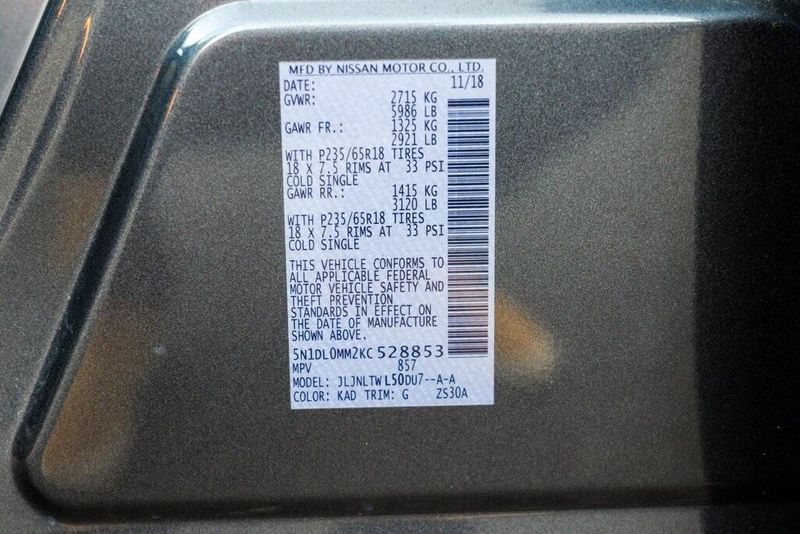 MFD BY NISSAN MOTOR CO., LTD.
DATE: 11/18
GVWR: 2715 KG
5986 LB
GAWR FR.: 1325 KG
2921 LB
WITH P235/65R18 TIRES
18 X 7.5 RIMS AT 33 PSI
COLD SINGLE
GAWR RR.: 1415 KG
3120 LB
WITH P235/65R18 TIRES
18 X 7.5 RIMS AT 33 PSI
COLD SINGLE
THIS VEHICLE CONFORMS TO
ALL APPLICABLE FEDERAL
MOTOR VEHICLE SAFETY AND
THEFT PREVENTION
STANDARDS IN EFFECT ON
THE DATE OF MANUFACTURE
SHOWN ABOVE.
5N1DL0MM2KC 528853
MPV 857
MODEL: JLJNLTW L50DU7--A-A
COLOR: KAD TRIM: G ZS30A